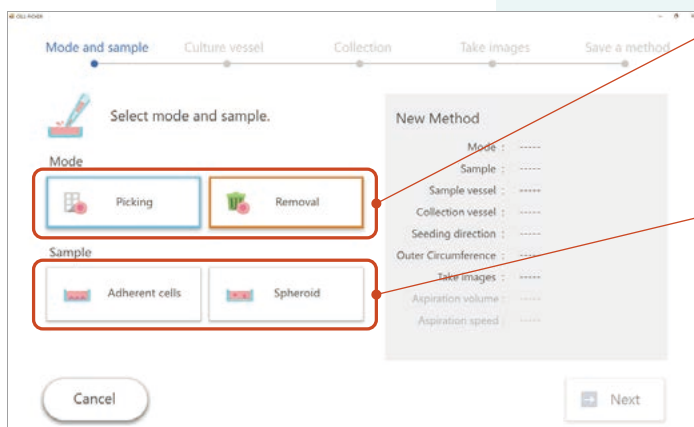 CELL PICKER
Mode and sample
Culture vessel
Collection
Take images
Save a method
Select mode and sample.
Mode
Picking
Removal
Sample
Adherent cells
Spheroid
New Method
Mode : -----
Sample : -----
Sample vessel : -----
Collection vessel : -----
Seeding direction : -----
Outer Circumference : -----
Take images : -----
Aspiration volume : -----
Aspiration speed : -----
Cancel
Next